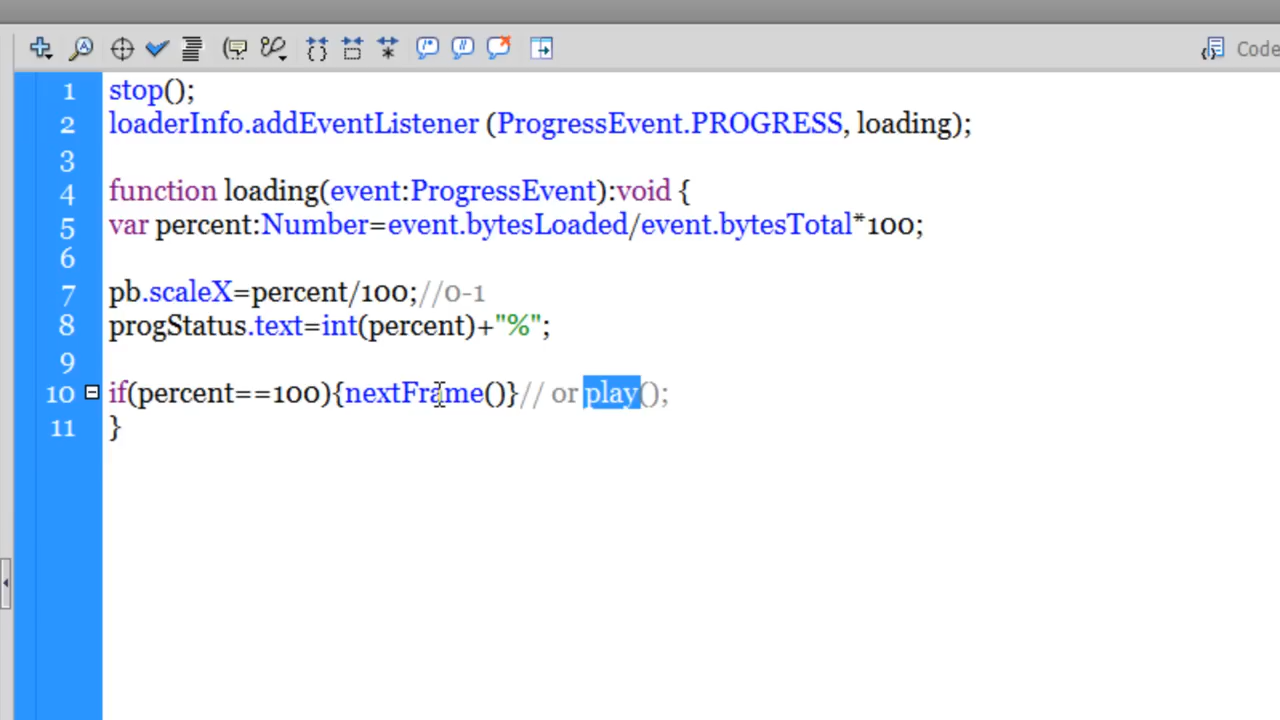 Code
1 stop();
2 loaderInfo.addEventListener (ProgressEvent.PROGRESS, loading);
3
4 function loading(event:ProgressEvent):void {
5 var percent:Number=event.bytesLoaded/event.bytesTotal*100;
6
7 pb.scaleX=percent/100;//0-1
8 progStatus.text=int(percent)+"%";
9
10 if(percent==100){nextFrame()}// or play();
11 }